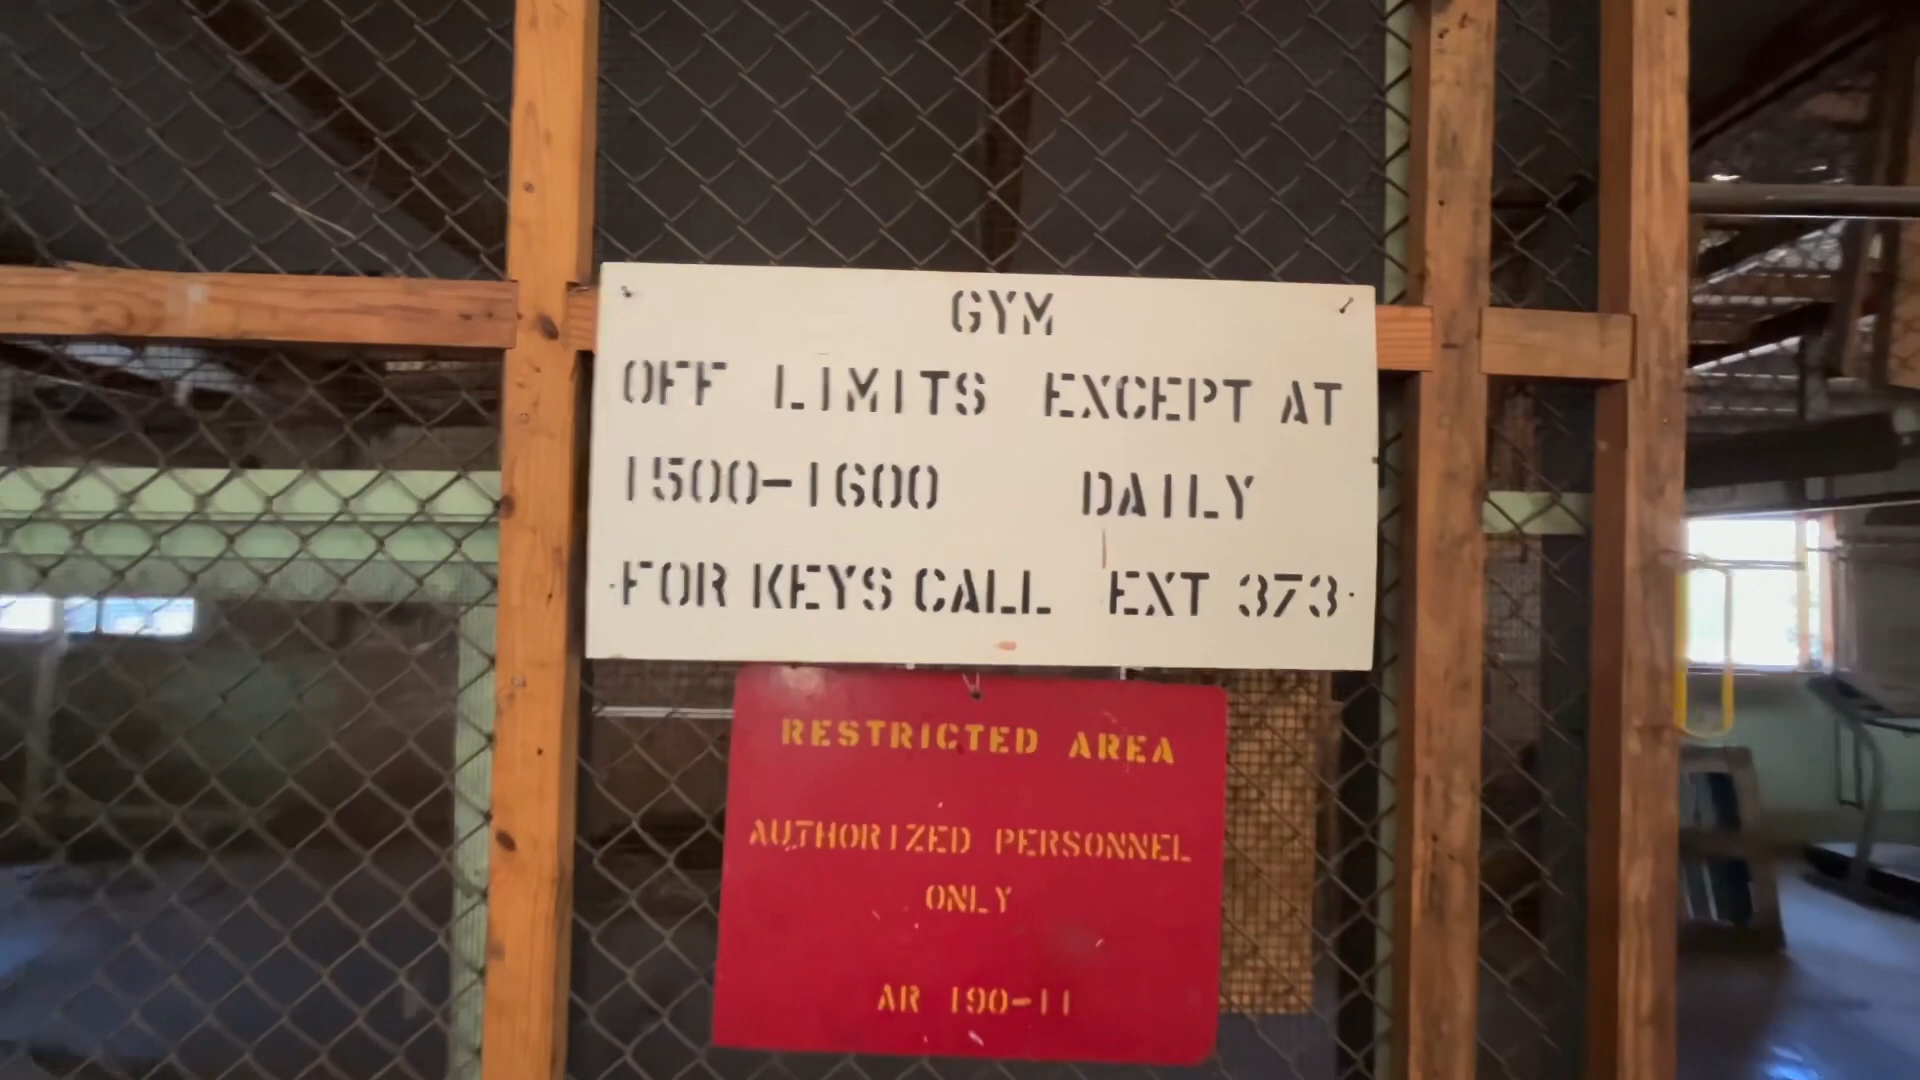 GYM
OFF LIMITS EXCEPT AT
1500-1600 DAILY
FOR KEYS CALL EXT 373
RESTRICTED AREA
AUTHORIZED PERSONNEL
ONLY
AR 190-11